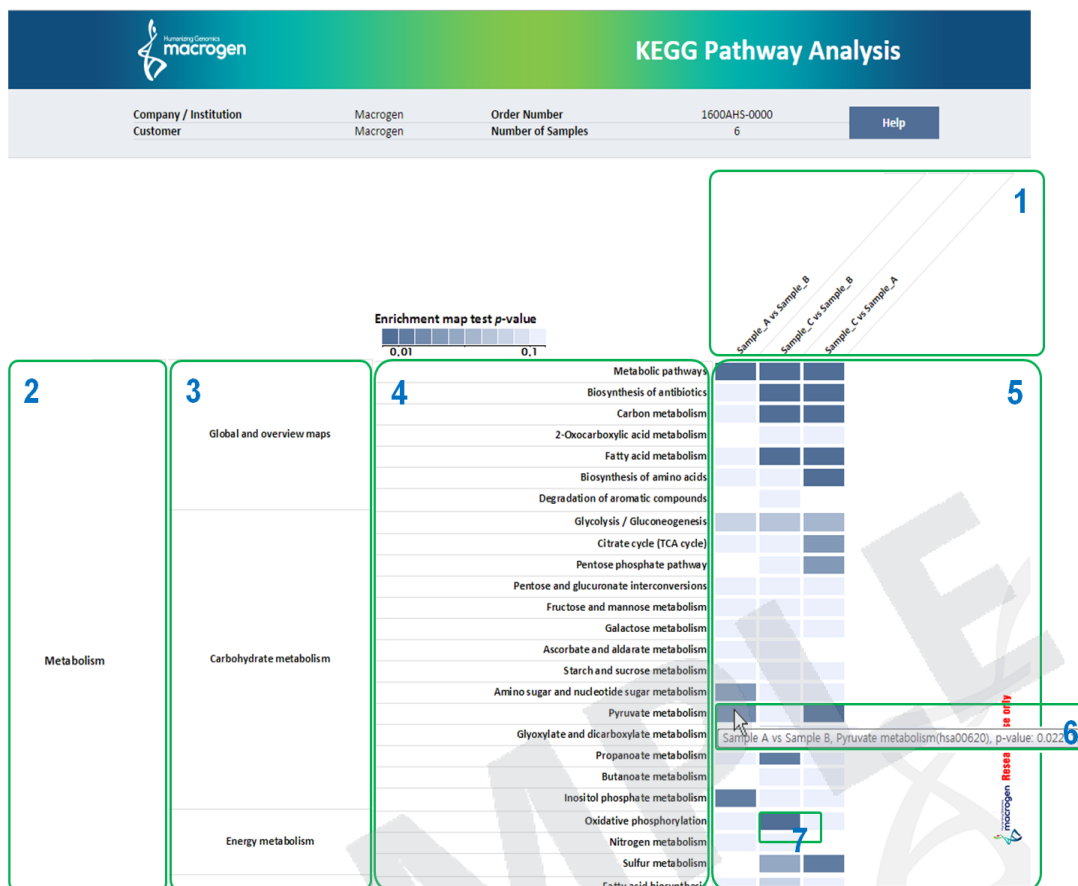 Humanizing Genomics
macrogen
KEGG Pathway Analysis
Company / Institution Macrogen Order Number 1600AHS-0000
Customer Macrogen Number of Samples 6
Help
1
Sample_A vs Sample_B
Sample_C vs Sample_B
Sample_C vs Sample_A
Enrichment map test p-value
0,01 0,1
2
3
4
5
Metabolic pathways
Biosynthesis of antibiotics
Carbon metabolism
Global and overview maps
2-Oxocarboxylic acid metabolism
Fatty acid metabolism
Biosynthesis of amino acids
Degradation of aromatic compounds
Glycolysis / Gluconeogenesis
Citrate cycle (TCA cycle)
Pentose phosphate pathway
Pentose and glucuronate interconversions
Fructose and mannose metabolism
Galactose metabolism
Ascorbate and aldarate metabolism
Metabolism
Carbohydrate metabolism
Starch and sucrose metabolism
Amino sugar and nucleotide sugar metabolism
Pyruvate metabolism
Glyoxylate and dicarboxylate metabolism
Sample A vs Sample B, Pyruvate metabolism(hsa00620), p-value: 0.022
6
Propanoate metabolism
Butanoate metabolism
Inositol phosphate metabolism
Oxidative phosphorylation
7
Energy metabolism
Nitrogen metabolism
Sulfur metabolism
Fatty acid biosynthesis
macrogen Resea se only
MPLE